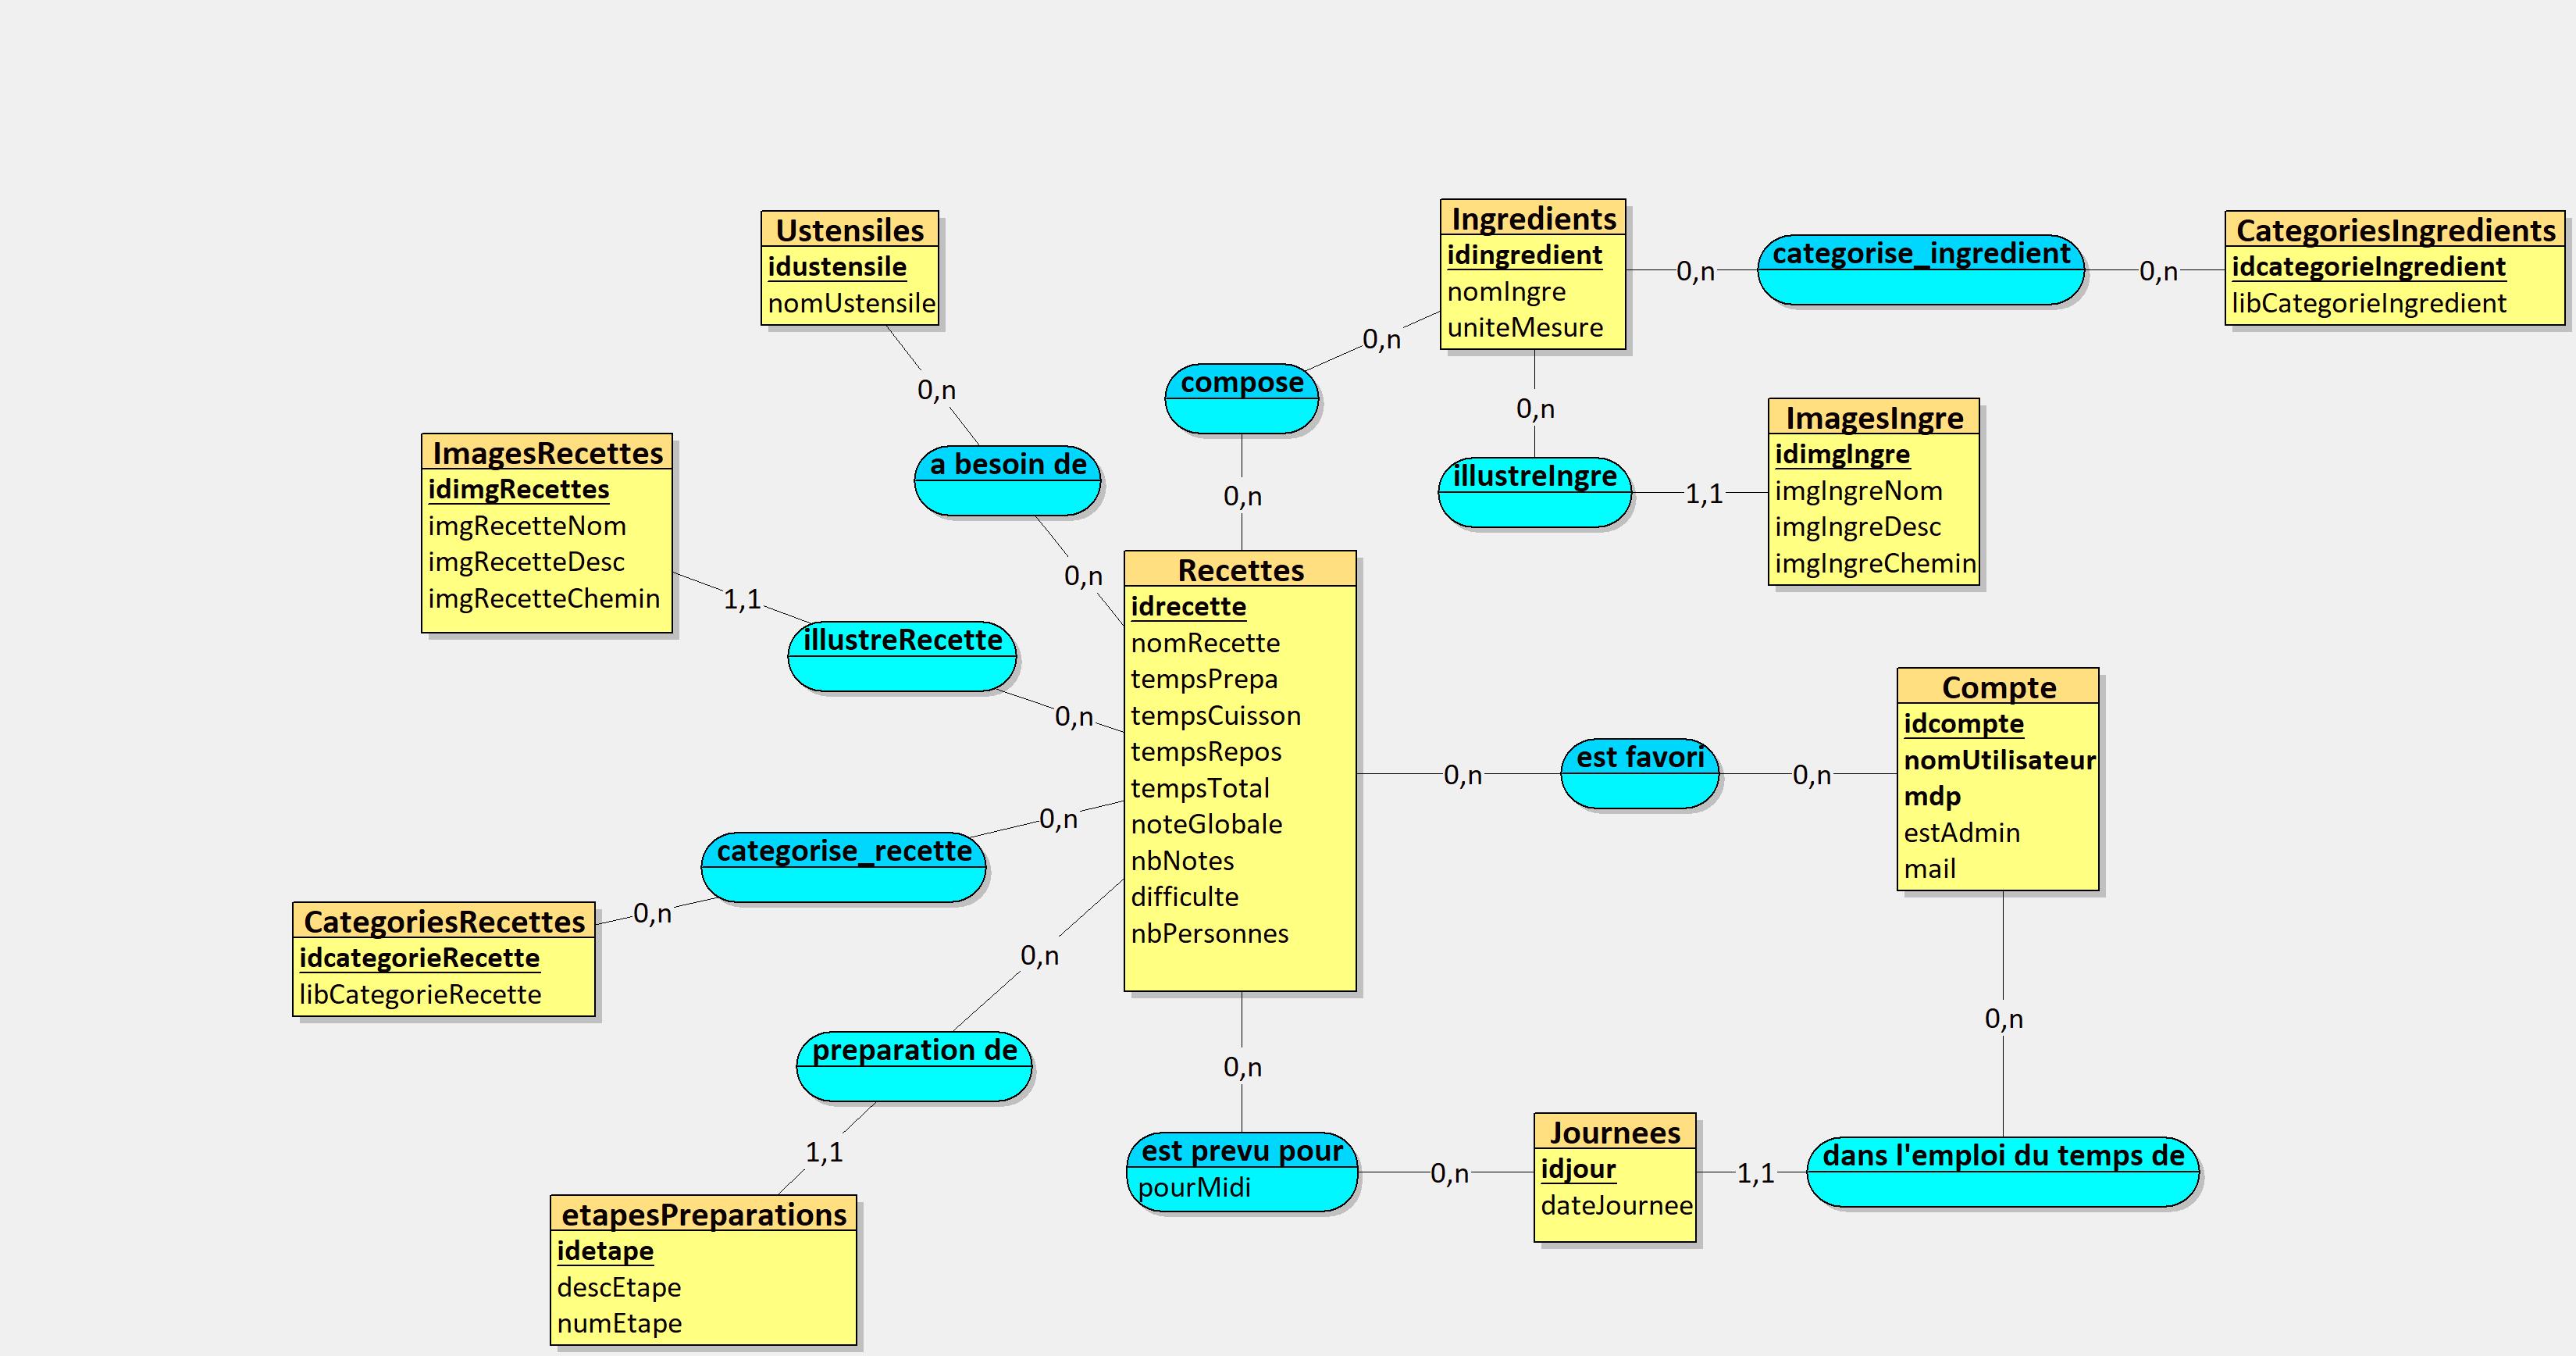 Ustensiles
idustensile
nomUstensile
0,n
a besoin de
0,n
Ingredients
idingredient
nomIngre
uniteMesure
0,n
categorise_ingredient
0,n
CategoriesIngredients
idcategorieIngredient
libCategorieIngredient
0,n
compose
0,n
0,n
illustreIngre
1,1
ImagesIngre
idimgIngre
imgIngreNom
imgIngreDesc
imgIngreChemin
ImagesRecettes
idimgRecettes
imgRecetteNom
imgRecetteDesc
imgRecetteChemin
1,1
illustreRecette
0,n
Recettes
idrecette
nomRecette
tempsPrepa
tempsCuisson
tempsRepos
tempsTotal
noteGlobale
nbNotes
difficulte
nbPersonnes
0,n
est favori
0,n
Compte
idcompte
nomUtilisateur
mdp
estAdmin
mail
0,n
categorise_recette
0,n
CategoriesRecettes
idcategorieRecette
libCategorieRecette
0,n
preparation de
1,1
etapesPreparations
idetape
descEtape
numEtape
0,n
est prevu pour
pourMidi
0,n
Journees
idjour
dateJournee
1,1
dans l'emploi du temps de
0,n